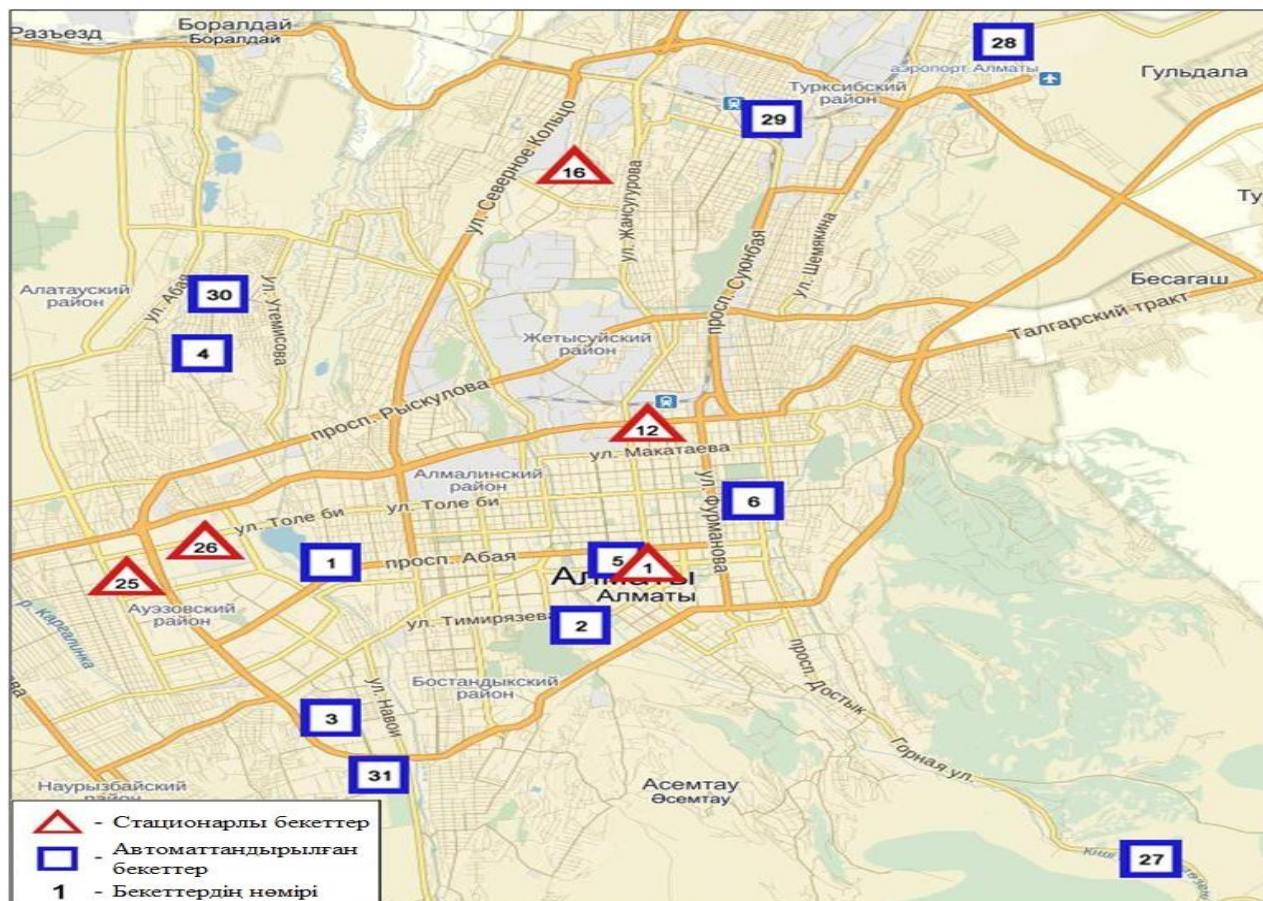 Разъезд
Боралдай
Боралдай
28
аэропорт Алматы
Гульдала
Турксибский
район
29
ул. Северное Кольцо
16
ул. Жансугурова
просп. Суюнбая
ул. Шемякина
Бесагаш
Талгарский тракт
Алатауский
район
30
ул. Абая
ул. Утемисова
4
Жетысуйский
район
просп. Рыскулова
12
ул. Макатаева
Алмалинский
район
ул. Толе би
ул. Толе би
6
ул. Фурманова
26
1
просп. Абая
5
1
25
Алматы
Алматы
Ауэзовский
район
р. Каргалинка
ул. Тимирязева
2
Бостандыкский
район
ул. Навои
просп. Достык
3
Горная ул.
31
Асемтау
Әсемтау
Наурызбайский
район
27
- Стационарлы бекеттер
- Автоматтандырылған
бекеттер
1 - Бекеттердің нөмірі